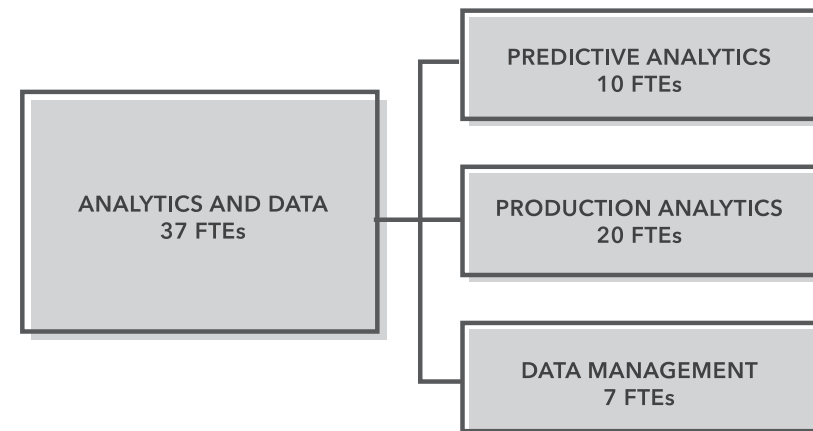 PREDICTIVE ANALYTICS
10 FTEs
ANALYTICS AND DATA
37 FTEs
PRODUCTION ANALYTICS
20 FTEs
DATA MANAGEMENT
7 FTEs